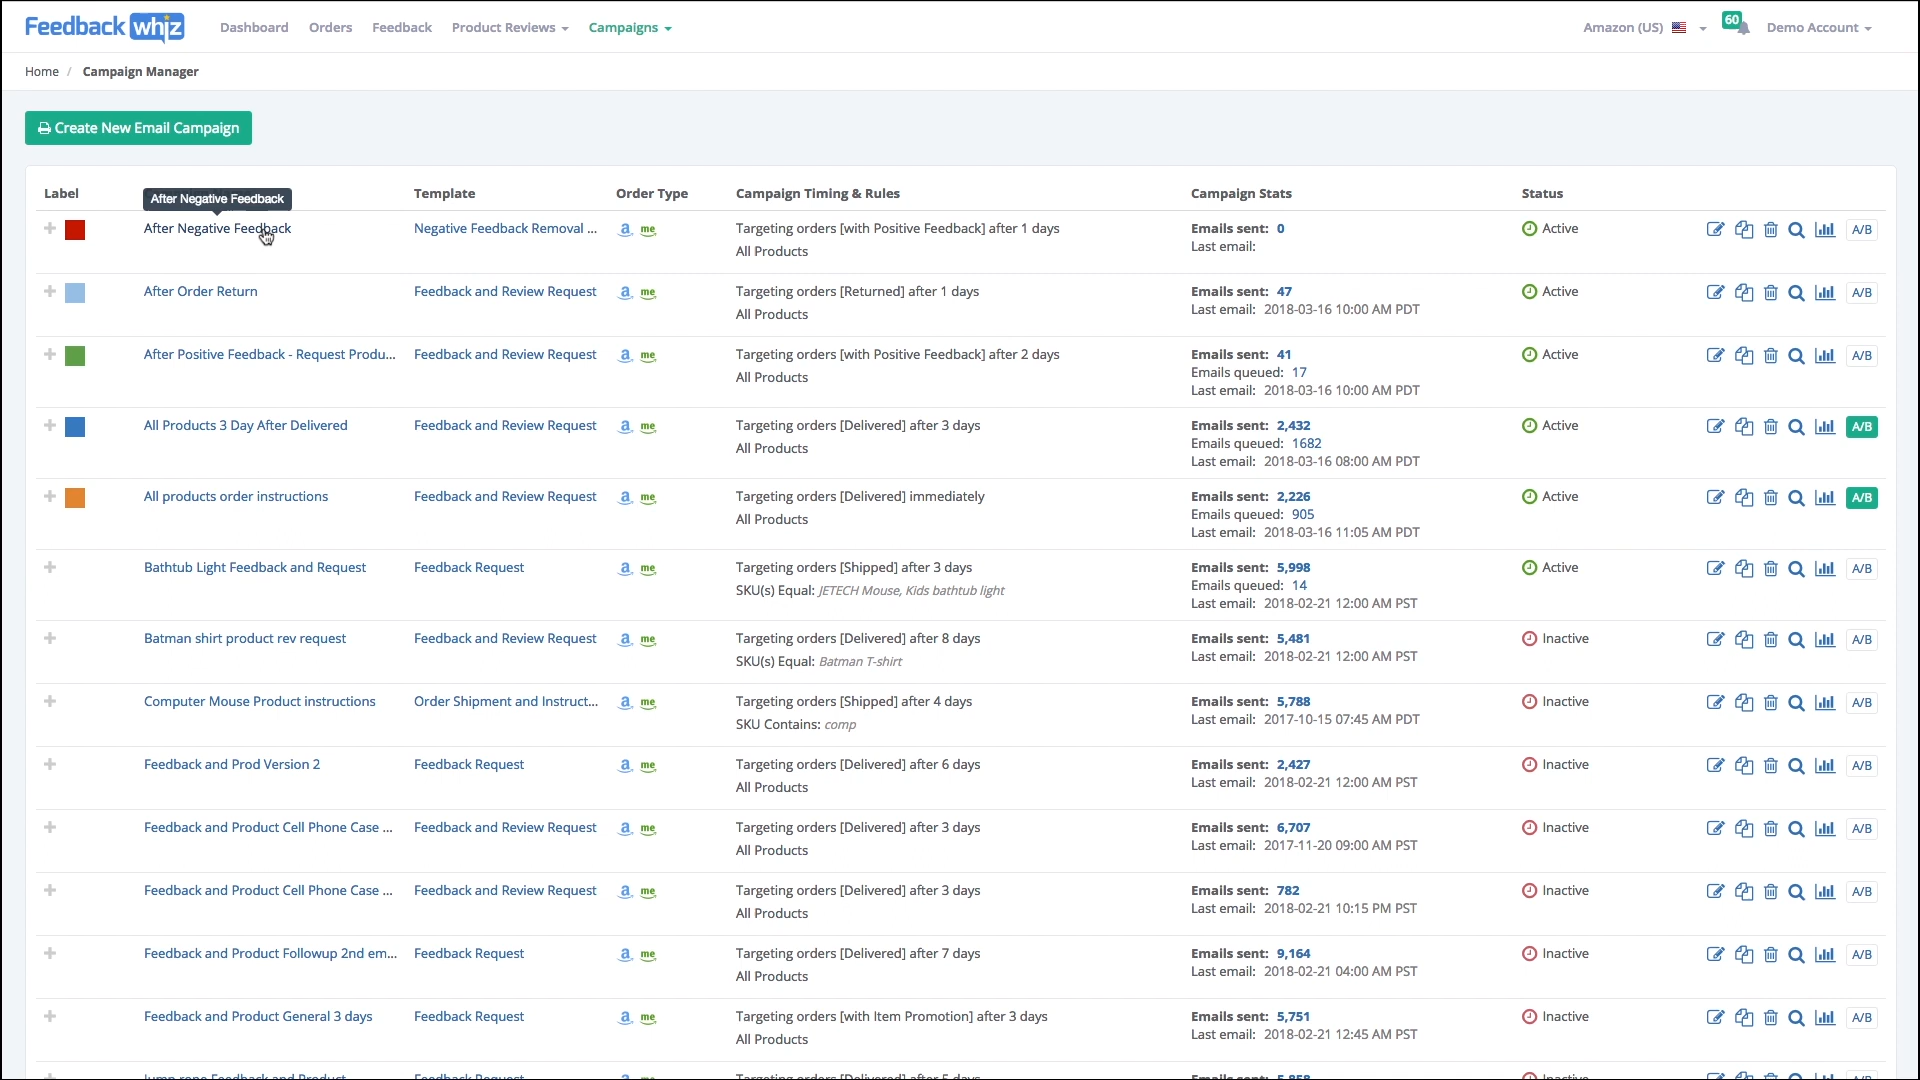 Feedback whiz Dashboard Orders Feedback Product Reviews Campaigns Amazon (US) 60 Demo Account
Home / Campaign Manager
Create New Email Campaign
Label Template Order Type Campaign Timing & Rules Campaign Stats Status
After Negative Feedback
After Negative Feedback Negative Feedback Removal ... a me Targeting orders [with Positive Feedback] after 1 days Emails sent: 0 Active A/B
All Products Last email:
After Order Return Feedback and Review Request a me Targeting orders [Returned] after 1 days Emails sent: 47 Active A/B
All Products Last email: 2018-03-16 10:00 AM PDT
After Positive Feedback - Request Produ... Feedback and Review Request a me Targeting orders [with Positive Feedback] after 2 days Emails sent: 41 Active A/B
All Products Emails queued: 17
Last email: 2018-03-16 10:00 AM PDT
All Products 3 Day After Delivered Feedback and Review Request a me Targeting orders [Delivered] after 3 days Emails sent: 2,432 Active A/B
All Products Emails queued: 1682
Last email: 2018-03-16 08:00 AM PDT
All products order instructions Feedback and Review Request a me Targeting orders [Delivered] immediately Emails sent: 2,226 Active A/B
All Products Emails queued: 905
Last email: 2018-03-16 11:05 AM PDT
Bathtub Light Feedback and Request Feedback Request a me Targeting orders [Shipped] after 3 days Emails sent: 5,998 Active A/B
SKU(s) Equal: JETECH Mouse, Kids bathtub light Emails queued: 14
Last email: 2018-02-21 12:00 AM PST
Batman shirt product rev request Feedback and Review Request a me Targeting orders [Delivered] after 8 days Emails sent: 5,481 Inactive A/B
SKU(s) Equal: Batman T-shirt Last email: 2018-02-21 12:00 AM PST
Computer Mouse Product instructions Order Shipment and Instruct... a me Targeting orders [Shipped] after 4 days Emails sent: 5,788 Inactive A/B
SKU Contains: comp Last email: 2017-10-15 07:45 AM PDT
Feedback and Prod Version 2 Feedback Request a me Targeting orders [Delivered] after 6 days Emails sent: 2,427 Inactive A/B
All Products Last email: 2018-02-21 12:00 AM PST
Feedback and Product Cell Phone Case ... Feedback and Review Request a me Targeting orders [Delivered] after 3 days Emails sent: 6,707 Inactive A/B
All Products Last email: 2017-11-20 09:00 AM PST
Feedback and Product Cell Phone Case ... Feedback and Review Request a me Targeting orders [Delivered] after 3 days Emails sent: 782 Inactive A/B
All Products Last email: 2018-02-21 10:15 PM PST
Feedback and Product Followup 2nd em... Feedback Request a me Targeting orders [Delivered] after 7 days Emails sent: 9,164 Inactive A/B
All Products Last email: 2018-02-21 04:00 AM PST
Feedback and Product General 3 days Feedback Request a me Targeting orders [with Item Promotion] after 3 days Emails sent: 5,751 Inactive A/B
All Products Last email: 2018-02-21 12:45 AM PST